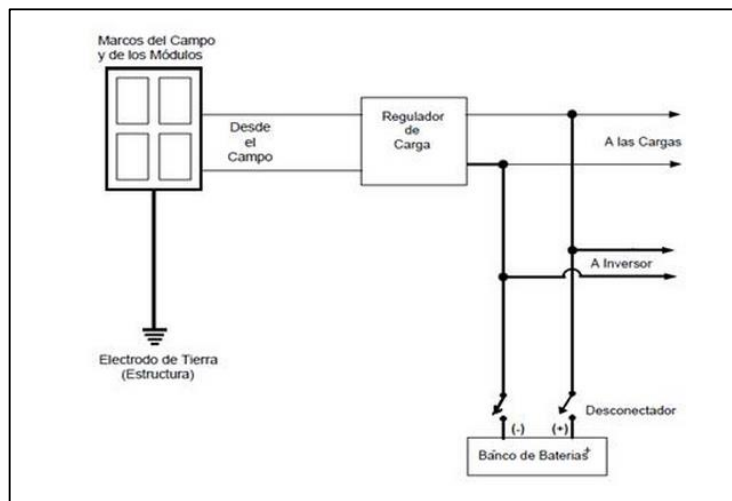 Marcos del Campo
y de los Módulos
Desde
el
Campo
Regulador
de
Carga
A las Cargas
A Inversor
Electrodo de Tierra
(Estructura)
Desconectador
(-) (+)
Banco de Baterias +